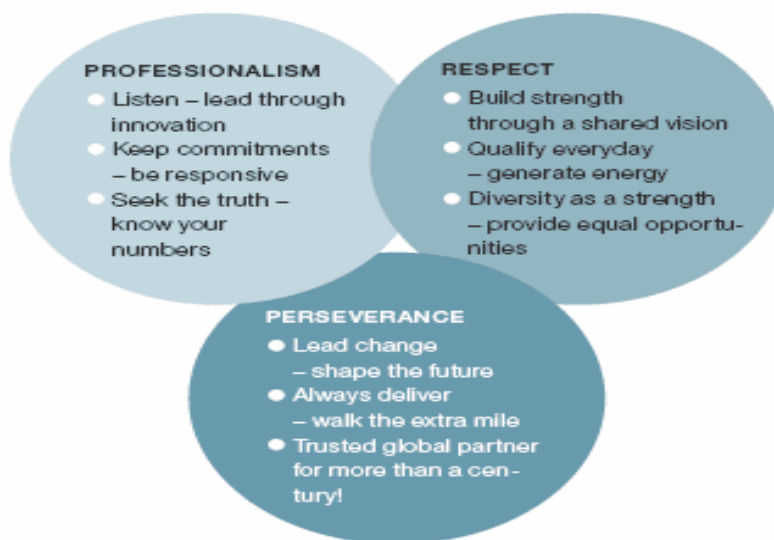 PROFESSIONALISM
Listen – lead through
innovation
Keep commitments
– be responsive
Seek the truth –
know your
numbers
RESPECT
Build strength
through a shared vision
Qualify everyday
– generate energy
Diversity as a strength
– provide equal opportu-
nities
PERSEVERANCE
Lead change
– shape the future
Always deliver
– walk the extra mile
Trusted global partner
for more than a cen-
tury!